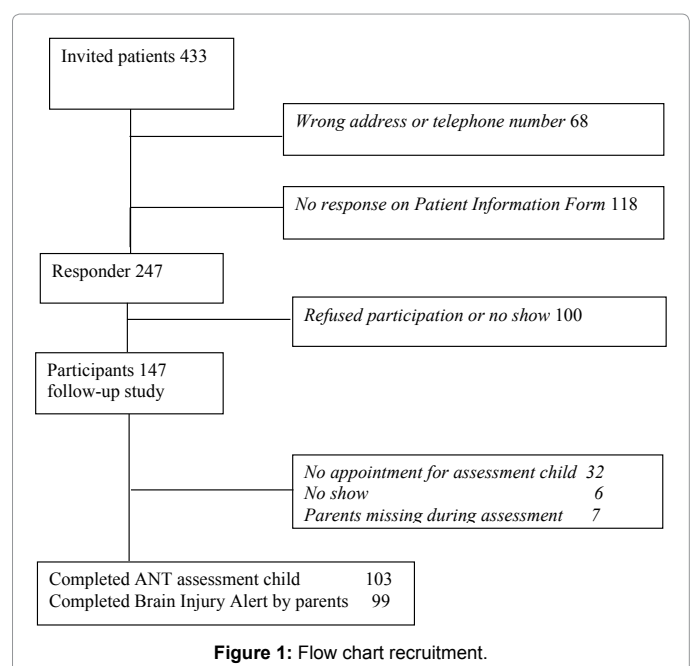 Invited patients 433
Wrong address or telephone number 68
No response on Patient Information Form 118
Responder 247
Refused participation or no show 100
Participants 147
follow-up study
No appointment for assessment child 32
No show 6
Parents missing during assessment 7
Completed ANT assessment child 103
Completed Brain Injury Alert by parents 99
Figure 1: Flow chart recruitment.